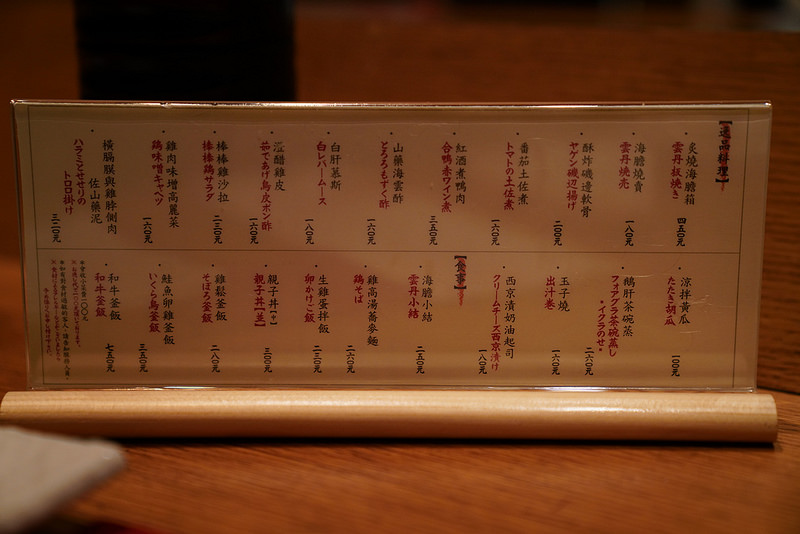 【逸品料理】
炙燒海膽箱
雲丹板焼き
四五〇元
海膽燒賣
雲丹焼売
一八〇元
酥炸磯邊軟骨
ヤゲン磯辺揚げ
二〇〇元
番茄土佐煮
トマトの土佐煮
一六〇元
紅酒煮鴨肉
合鴨赤ワイン煮
三五〇元
山藥海雲酢
とろろもずく酢
一六〇元
白肝慕斯
白レバームース
一八〇元
溫醋雞皮
茹であげ鳥皮ポン酢
一六〇元
棒棒雞沙拉
棒棒鶏サラダ
二三〇元
雞肉味增高麗菜
鶏味噌キャベツ
一六〇元
橫膈膜與雞脖側肉
佐山藥泥
ハラミとせせりの
トロロ掛け
三二〇元
涼拌黃瓜
たたき胡瓜
一〇〇元
鵝肝茶碗蒸
フォアグラ茶碗蒸し
*イクラのせ*
二六〇元
玉子燒
出汁巻
一六〇元
西京漬奶油起司
クリームチーズ西京漬け
一八〇元
【食事】
海膽小結
雲丹小結
二五〇元
雞高湯蕎麥麵
鶏そば
二六〇元
生雞蛋拌飯
卵かけご飯
二三〇元
親子丼
親子丼
三〇〇元
雞鬆釜飯
そぼろ釜飯
二八〇元
鮭魚卵雞釜飯
いくら鳥釜飯
三五〇元
和牛釜飯
和牛釜飯
七五〇元